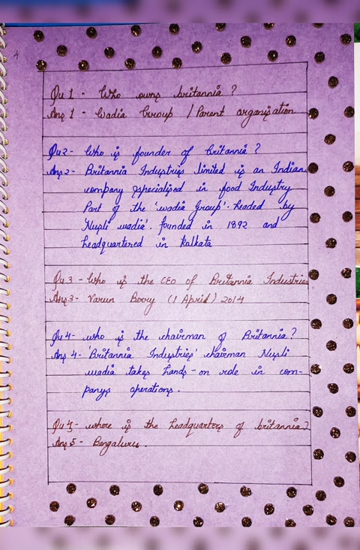 Qu 1 - Who owns britannia ?
Ans 1 - Wadia Group / Parent organisation
Qu 2 - Who is founder of britannia ?
Ans 2 - Britannia Industries limited is an Indian
company specialised in food Industry
Part of the 'wadia Group'. headed by
Nusli wadia'. founded in 1892 and
headquartered in kalkata
Qu 3 - Who is the CEO of Britannia Industries
Ans 3 - Varun Berry (1 April) 2014
Qu 4 - who is the chairman of Britannia ?
Ans 4 - Britannia Industries' chairman Nusli
wadia takes hands - on role in com-
panys operations.
Qu 5 - where is the headquarters of britannia ?
Ans 5 - Bengaluru .